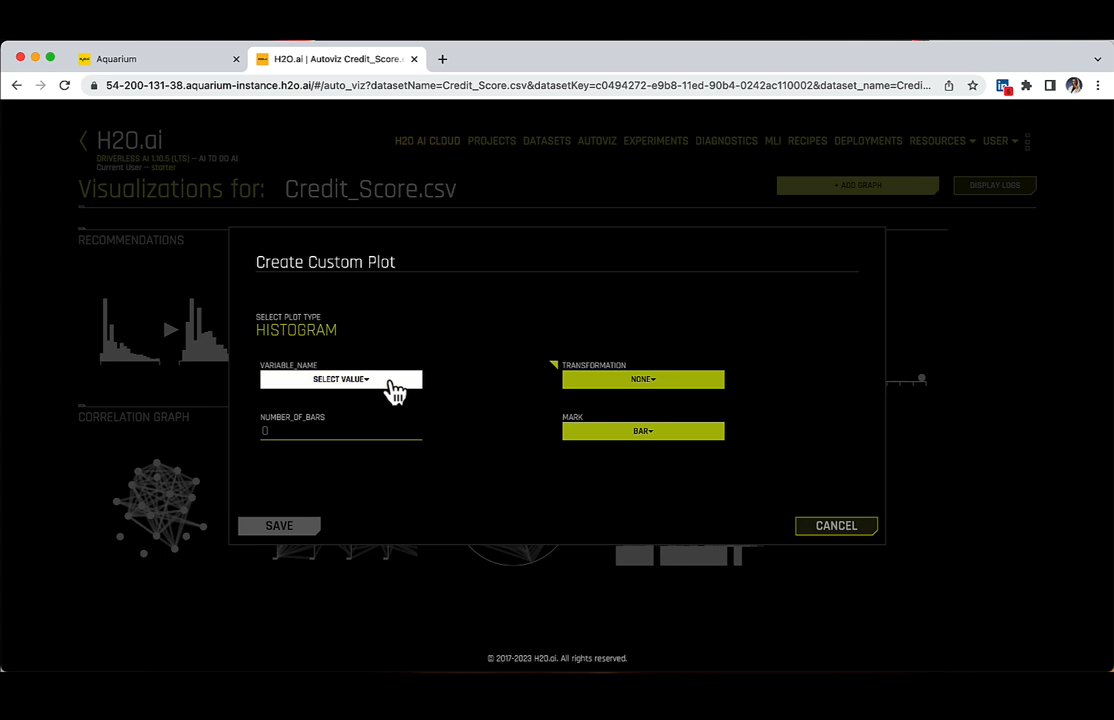 Aquarium
H2O.ai | Autoviz Credit_Score.c
54-200-131-38.aquarium-instance.h2o.ai/#/auto_viz?datasetName=Credit_Score.csv&datasetKey=c0494272-e9b8-11ed-90b4-0242ac110002&dataset_name=Credi...
H2O.ai
DRIVERLESS AI 1.10.5 (LTS) – AI TO DO AI
Current User – starter
H2O AI CLOUD PROJECTS DATASETS AUTOVIZ EXPERIMENTS DIAGNOSTICS MLI RECIPES DEPLOYMENTS RESOURCES USER
Visualizations for: Credit_Score.csv
+ ADD GRAPH
DISPLAY LOGS
RECOMMENDATIONS
Create Custom Plot
SELECT PLOT TYPE
HISTOGRAM
VARIABLE_NAME
SELECT VALUE
TRANSFORMATION
NONE
NUMBER_OF_BARS
0
MARK
BAR
CORRELATION GRAPH
SAVE
CANCEL
© 2017-2023 H2O.ai. All rights reserved.